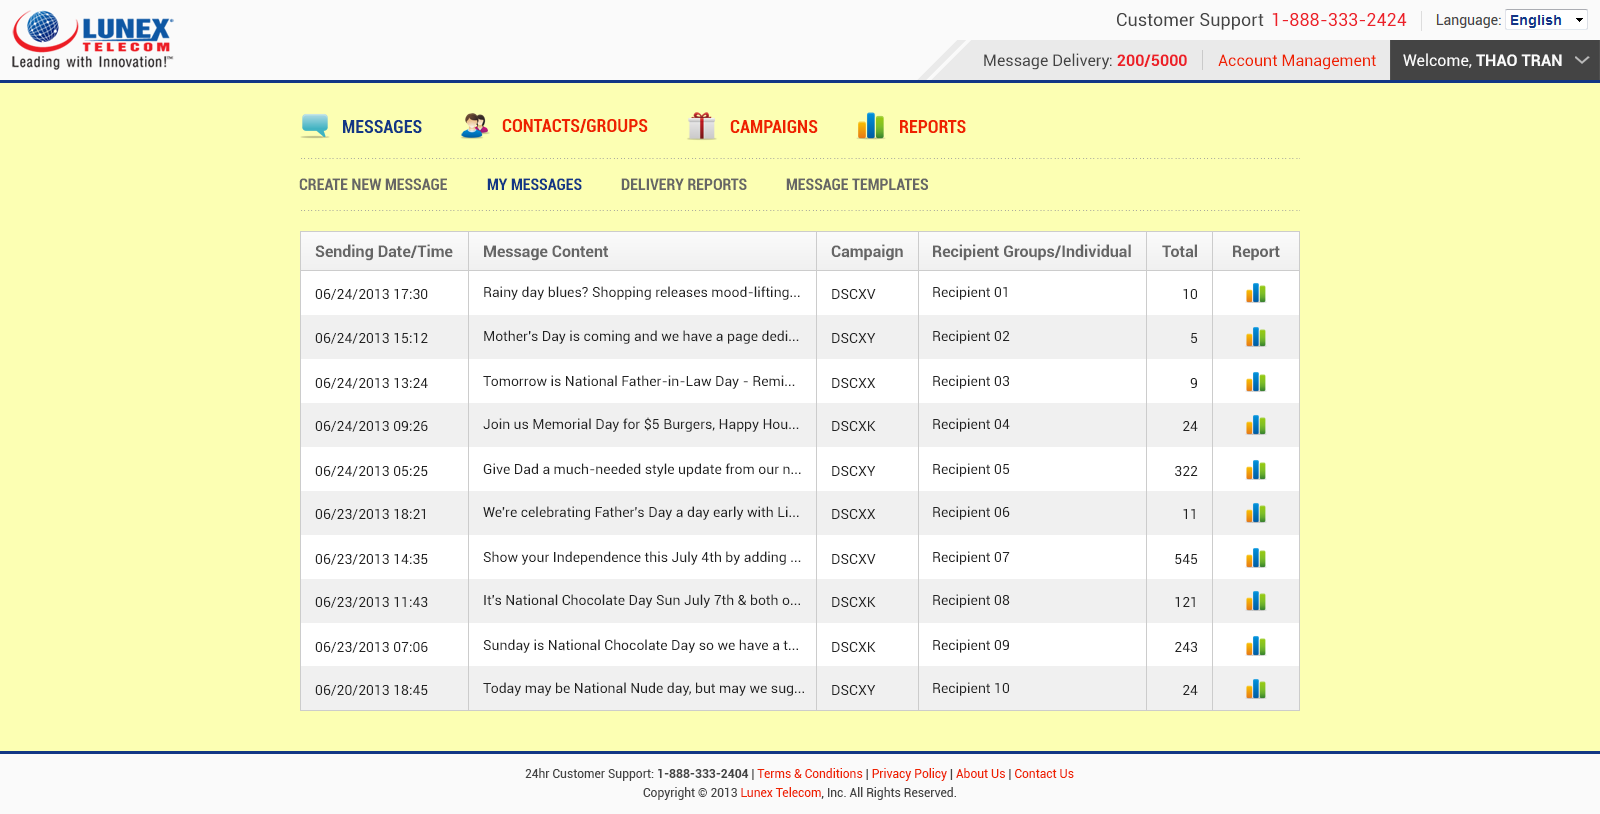 LUNEX
TELECOM
Leading with Innovation!™
Customer Support 1-888-333-2424
Language: English
Message Delivery: 200/5000
Account Management
Welcome, THAO TRAN
MESSAGES
CONTACTS/GROUPS
CAMPAIGNS
REPORTS
CREATE NEW MESSAGE
MY MESSAGES
DELIVERY REPORTS
MESSAGE TEMPLATES
Sending Date/Time Message Content Campaign Recipient Groups/Individual Total Report
06/24/2013 17:30 Rainy day blues? Shopping releases mood-lifting... DSCXV Recipient 01 10
06/24/2013 15:12 Mother's Day is coming and we have a page dedi... DSCXY Recipient 02 5
06/24/2013 13:24 Tomorrow is National Father-in-Law Day - Remi... DSCXX Recipient 03 9
06/24/2013 09:26 Join us Memorial Day for $5 Burgers, Happy Hou... DSCXK Recipient 04 24
06/24/2013 05:25 Give Dad a much-needed style update from our n... DSCXY Recipient 05 322
06/23/2013 18:21 We're celebrating Father's Day a day early with Li... DSCXX Recipient 06 11
06/23/2013 14:35 Show your Independence this July 4th by adding ... DSCXV Recipient 07 545
06/23/2013 11:43 It's National Chocolate Day Sun July 7th & both o... DSCXK Recipient 08 121
06/23/2013 07:06 Sunday is National Chocolate Day so we have a t... DSCXK Recipient 09 243
06/20/2013 18:45 Today may be National Nude day, but may we sug... DSCXY Recipient 10 24
24hr Customer Support: 1-888-333-2404 | Terms & Conditions | Privacy Policy | About Us | Contact Us
Copyright © 2013 Lunex Telecom, Inc. All Rights Reserved.